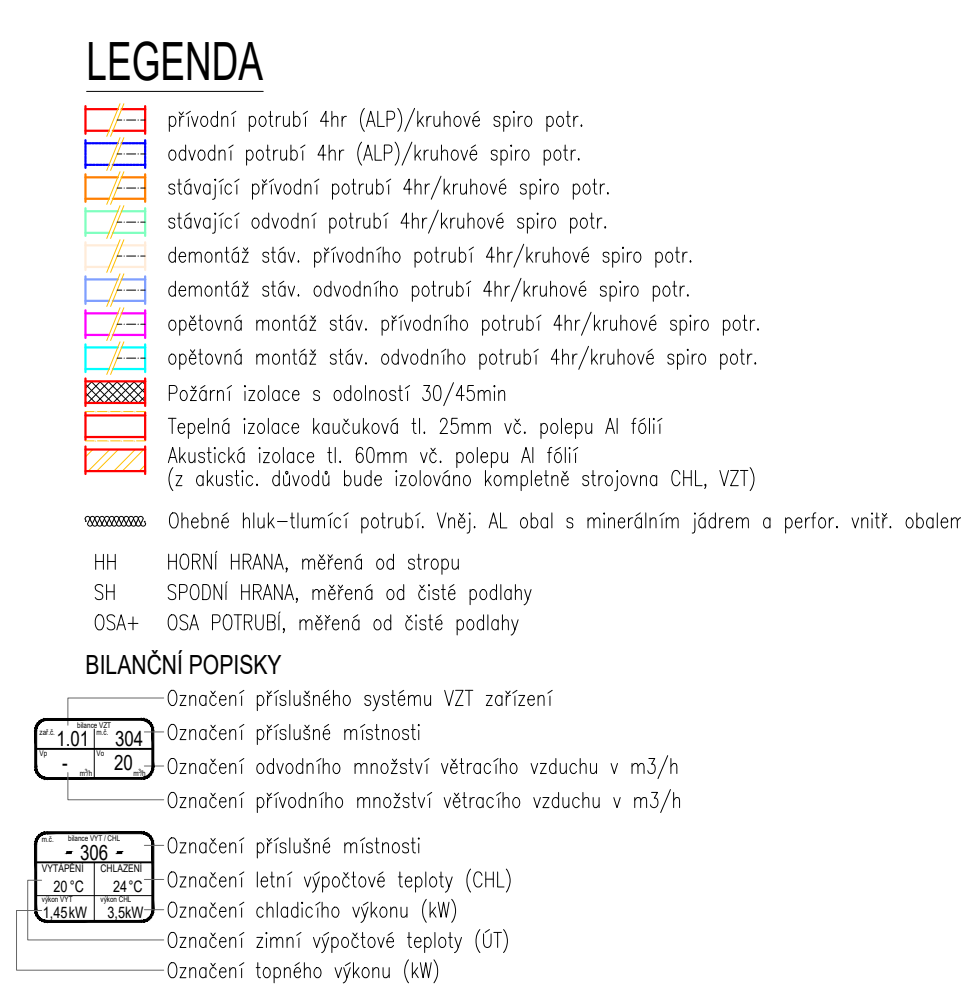 LEGENDA
přívodní potrubí 4hr (ALP)/kruhové spiro potr.
odvodní potrubí 4hr (ALP)/kruhové spiro potr.
stávající přívodní potrubí 4hr/kruhové spiro potr.
stávající odvodní potrubí 4hr/kruhové spiro potr.
demontáž stáv. přívodního potrubí 4hr/kruhové spiro potr.
demontáž stáv. odvodního potrubí 4hr/kruhové spiro potr.
opětovná montáž stáv. přívodního potrubí 4hr/kruhové spiro potr.
opětovná montáž stáv. odvodního potrubí 4hr/kruhové spiro potr.
Požární izolace s odolností 30/45min
Tepelná izolace kaučuková tl. 25mm vč. polepu Al fólií
Akustická izolace tl. 60mm vč. polepu Al fólií
(z akustic. důvodů bude izolováno kompletně strojovna CHL, VZT)
Ohebné hluk-tlumící potrubí. Vněj. AL obal s minerálním jádrem a perfor. vnitř. obalem
HH HORNÍ HRANA, měřená od stropu
SH SPODNÍ HRANA, měřená od čisté podlahy
OSA+ OSA POTRUBÍ, měřená od čisté podlahy
BILANČNÍ POPISKY
Označení příslušného systému VZT zařízení
bilance VZT
zař.č. 1.01 m.č. 304
Označení příslušné místnosti
Vp - m³/h Vo 20 m³/h
Označení odvodního množství větracího vzduchu v m3/h
Označení přívodního množství větracího vzduchu v m3/h
m.č. bilance VYT / CHL
- 306 -
Označení příslušné místnosti
VYTÁPĚNÍ CHLAZENÍ
20 °C 24 °C
Označení letní výpočtové teploty (CHL)
výkon VYT výkon CHL
1,45kW 3,5kW
Označení chladicího výkonu (kW)
Označení zimní výpočtové teploty (ÚT)
Označení topného výkonu (kW)